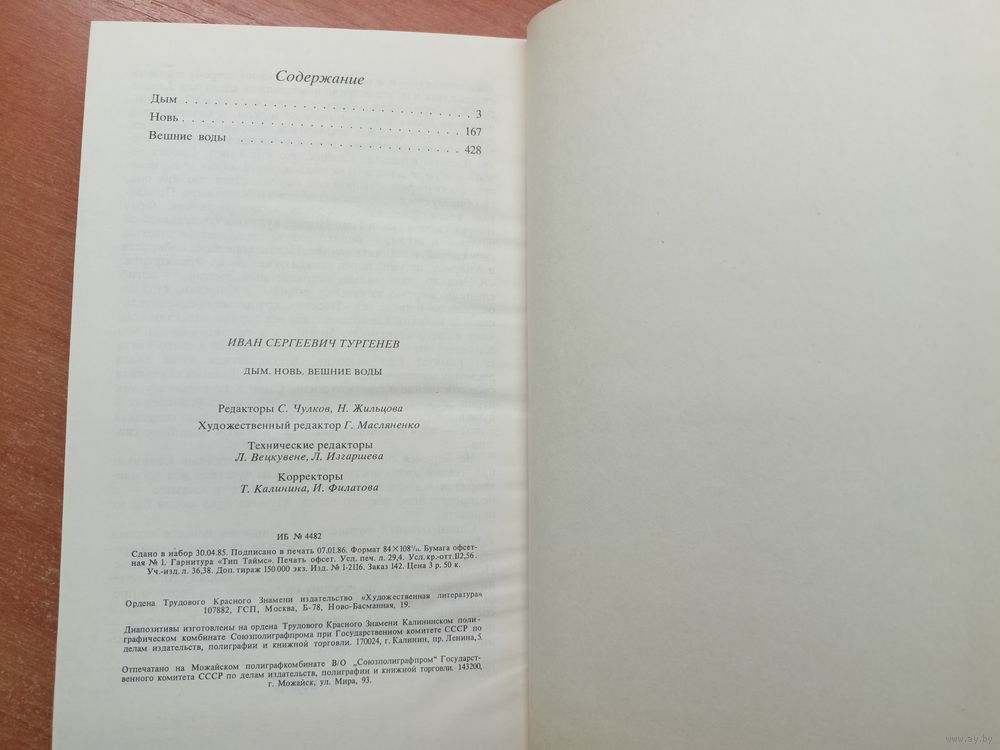 Содержание
Дым . . . . . . . . . . . . . . . . . . . . . . . . . . . . 3
Новь . . . . . . . . . . . . . . . . . . . . . . . . . . . . 167
Вешние воды . . . . . . . . . . . . . . . . . . . . . . . 428
ИВАН СЕРГЕЕВИЧ ТУРГЕНЕВ
ДЫМ. НОВЬ. ВЕШНИЕ ВОДЫ
Редакторы С. Чулков, Н. Жильцова
Художественный редактор Г. Масляненко
Технические редакторы
Л. Вецкувене, Л. Изгаршева
Корректоры
Т. Калинина, И. Филатова
ИБ № 4482
Сдано в набор 30.04.85. Подписано в печать 07.01.86. Формат 84×108¹/₃₂. Бумага офсет-
ная № 1. Гарнитура «Тип Таймс». Печать офсет. Усл. печ. л. 29,4. Усл. кр.-отт. 112,56.
Уч.-изд. л. 36,38. Доп. тираж 150 000 экз. Изд. № 1-2116. Заказ 142. Цена 3 р. 50 к.
Ордена Трудового Красного Знамени издательство «Художественная литература»
107882, ГСП, Москва, Б-78, Ново-Басманная, 19.
Диапозитивы изготовлены на ордена Трудового Красного Знамени Калининском поли-
графическом комбинате Союзполиграфпрома при Государственном комитете СССР по
делам издательств, полиграфии и книжной торговли. 170024, г. Калинин, пр. Ленина, 5.
Отпечатано на Можайском полиграфкомбинате В/О „Союзполиграфпром" Государст-
венного комитета СССР по делам издательств, полиграфии и книжной торговли. 143200,
г. Можайск, ул. Мира, 93.
www.ay.by